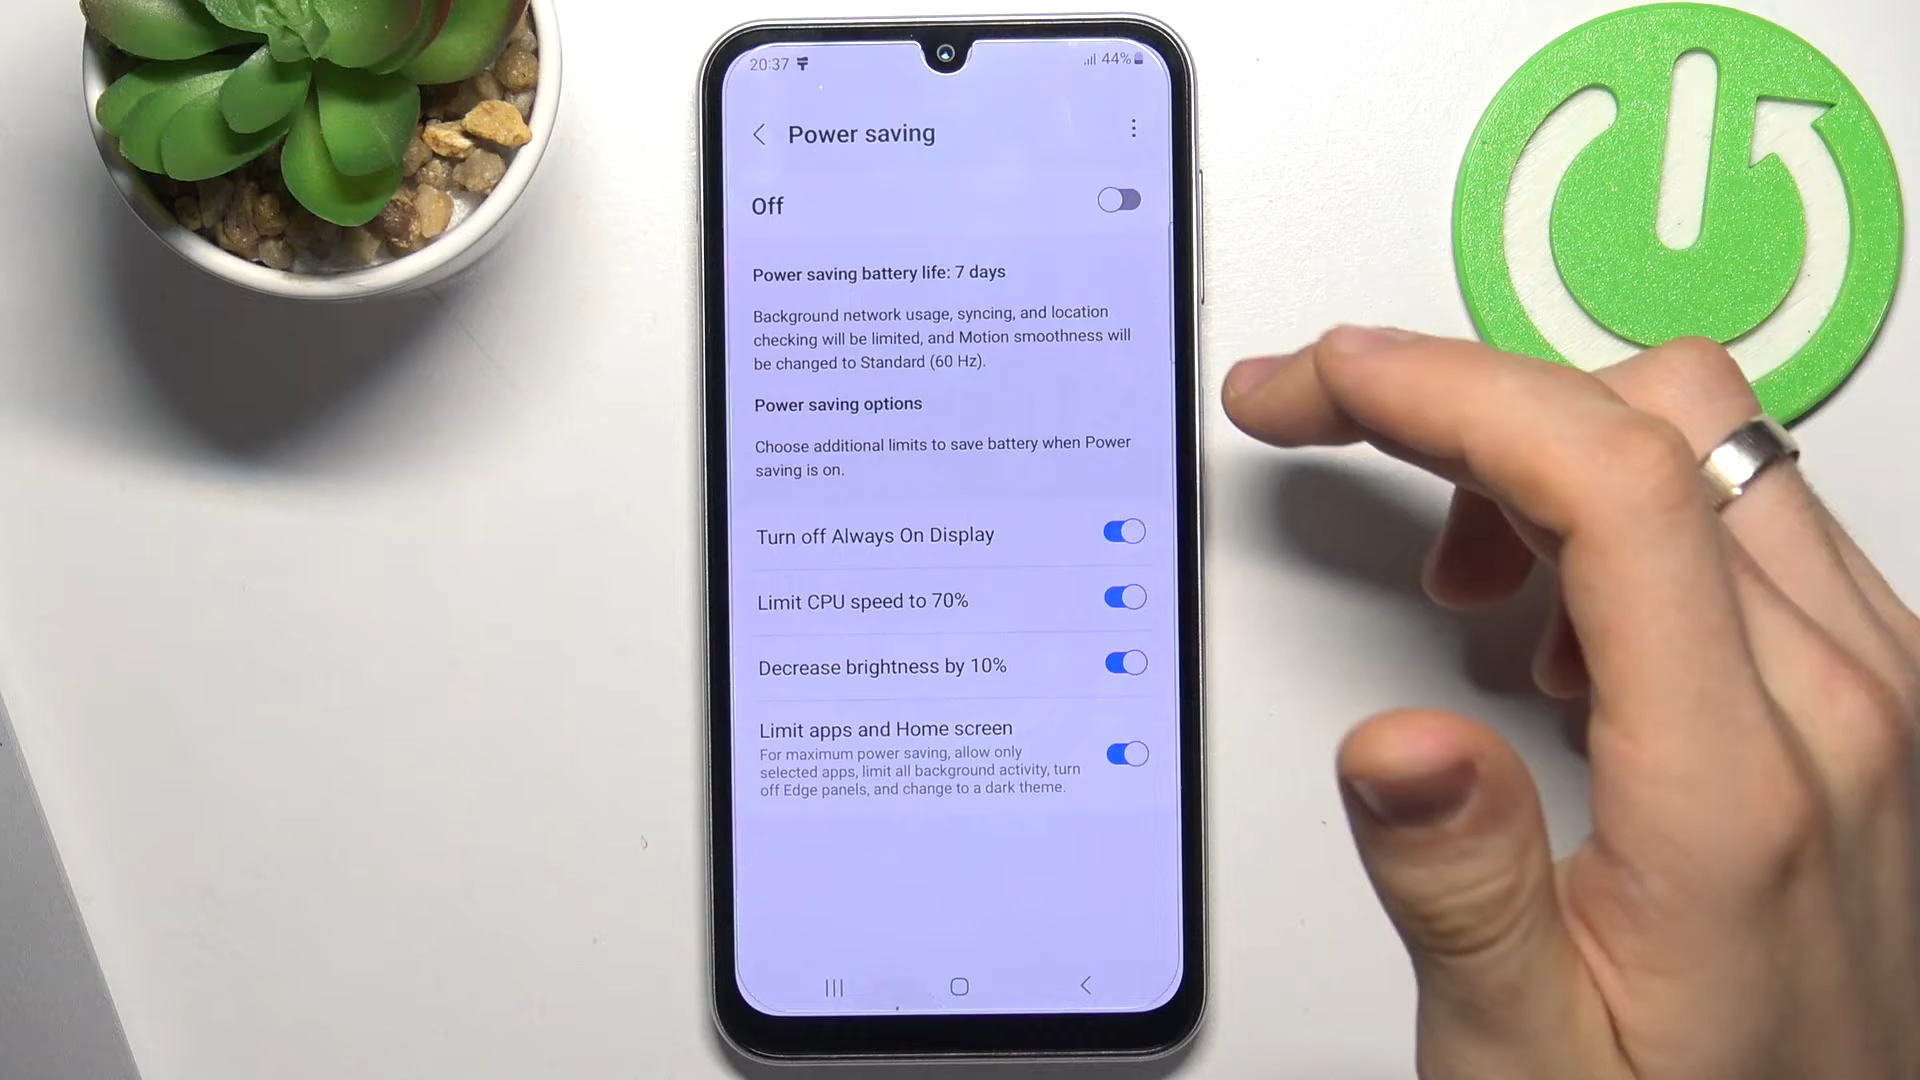 20:37
44%
Power saving
Off
Power saving battery life: 7 days
Background network usage, syncing, and location
checking will be limited, and Motion smoothness will
be changed to Standard (60 Hz).
Power saving options
Choose additional limits to save battery when Power
saving is on.
Turn off Always On Display
Limit CPU speed to 70%
Decrease brightness by 10%
Limit apps and Home screen
For maximum power saving, allow only
selected apps, limit all background activity, turn
off Edge panels, and change to a dark theme.